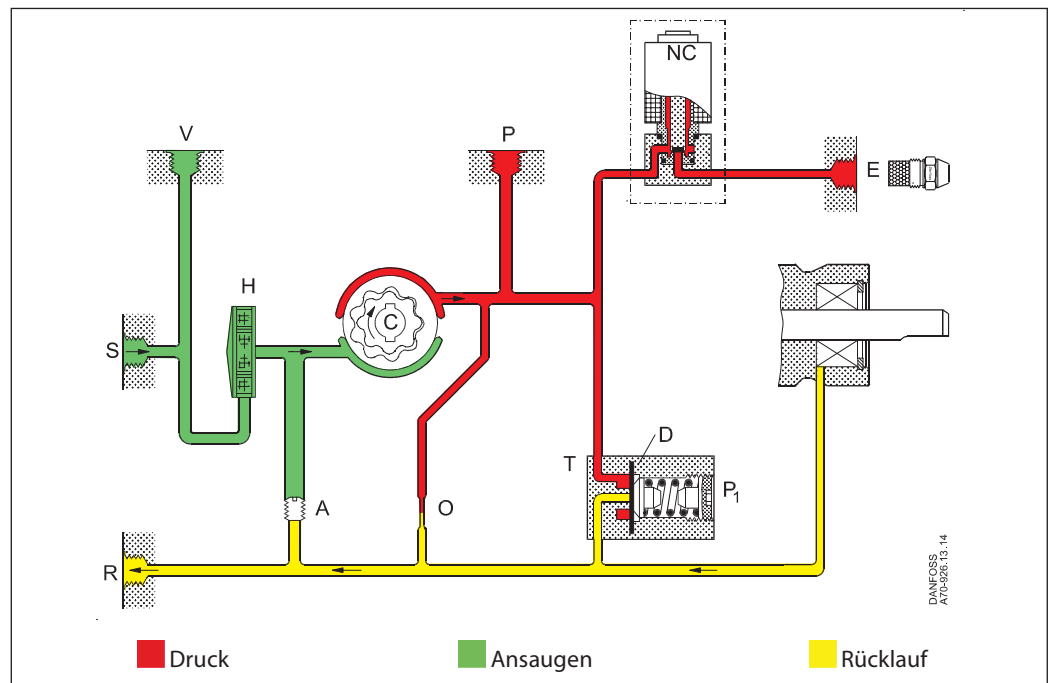 NC
V
P
E
H
C
S
D
T
P1
A
O
R
DANFOSS
A70-926.13.14
Druck
Ansaugen
Rücklauf